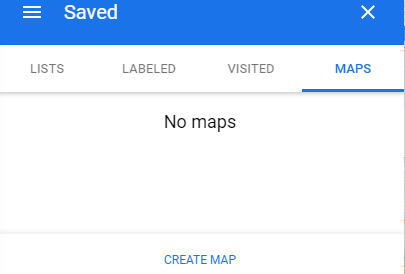 Saved
LISTS LABELED VISITED MAPS
No maps
CREATE MAP